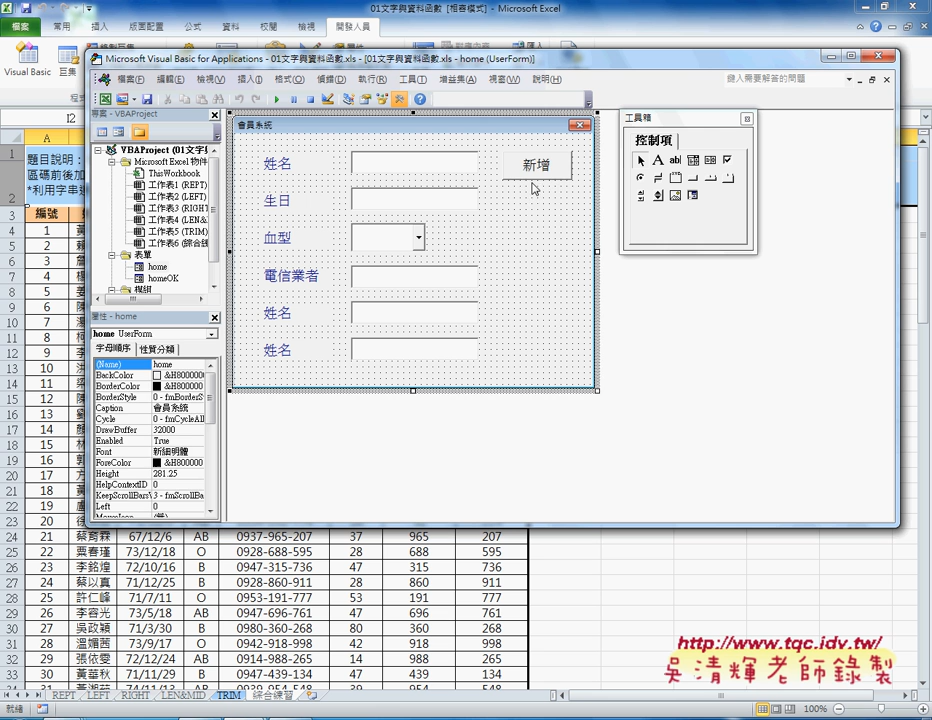 01文字與資料函數.xls [相容模式] - Microsoft Excel
檔案 常用 插入 版面配置 公式 資料 校閱 檢視 開發人員
Visual Basic 巨集
Microsoft Visual Basic for Applications - 01文字與資料函數.xls - [01文字與資料函數.xls - home (UserForm)]
檔案(F) 編輯(E) 檢視(V) 插入(I) 格式(O) 偵錯(D) 執行(R) 工具(T) 增益集(A) 視窗(W) 說明(H)
鍵入需要解答的問題
專案 - VBAProject
VBAProject (01文字
Microsoft Excel 物件
ThisWorkbook
工作表1 (REPT)
工作表2 (LEFT)
工作表3 (RIGH
工作表4 (LEN&
工作表5 (TRIM)
工作表6 (綜合練
表單
home
homeOK
模組
屬性 - home
home UserForm
字母順序 性質分類
(Name) home
BackColor &H800000
BorderColor &H800000
BorderStyle 0 - fmBorderS
Caption 會員系統
Cycle 0 - fmCycleAll
DrawBuffer 32000
Enabled True
Font 新細明體
ForeColor &H800000
Height 281.25
HelpContextID 0
KeepScrollBars 3 - fmScrollBa
Left 0
會員系統
姓名
新增
生日
血型
電信業者
姓名
姓名
工具箱
控制項
I2
A
題目說明:
區碼前後加
*利用字串連
編號
1
2
3
4
5
6
7
8
9
10
11
12
13
14
15
16
17
18
19
20
21 蔡育霖 67/12/6 AB 0937-965-207 37 965 207
22 粟春瑾 73/12/18 O 0928-688-595 28 688 595
23 李銘煌 72/10/16 B 0947-315-736 47 315 736
24 蔡以真 71/12/25 O 0928-860-911 28 860 911
25 許仁峰 71/7/11 O 0953-191-777 53 191 777
26 李容光 73/5/18 AB 0947-696-761 47 696 761
27 吳政穎 71/3/30 B 0980-360-268 80 360 268
28 溫媚茜 73/9/17 O 0942-918-998 42 918 998
29 張依雯 72/12/24 AB 0914-988-265 14 988 265
30 黃華秋 71/11/29 B 0947-439-134 47 439 134
REPT LEFT RIGHT LEN&MID TRIM 綜合練習
就緒 100%
http://www.tqc.idv.tw/
吳清輝老師錄製